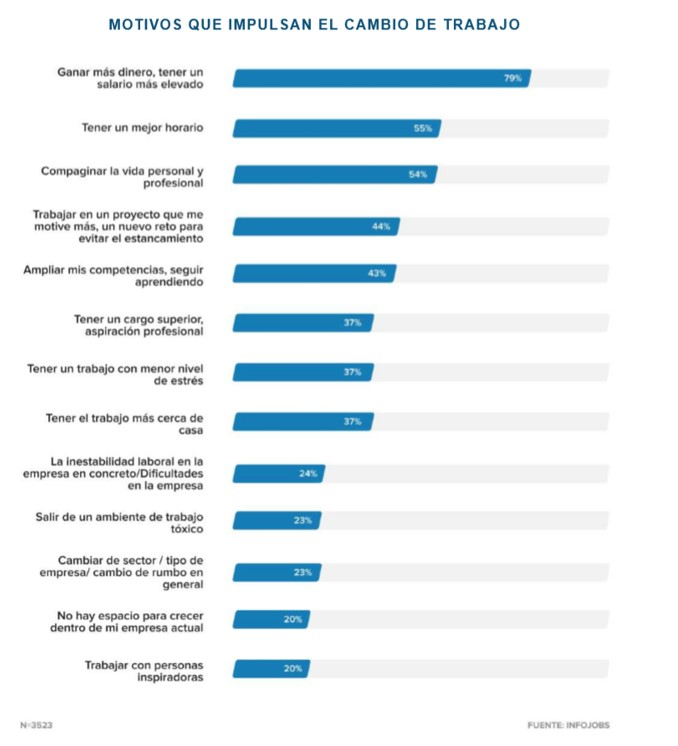 MOTIVOS QUE IMPULSAN EL CAMBIO DE TRABAJO
Ganar más dinero, tener un
salario más elevado
79%
Tener un mejor horario
55%
Compaginar la vida personal y
profesional
54%
Trabajar en un proyecto que me
motive más, un nuevo reto para
evitar el estancamiento
44%
Ampliar mis competencias, seguir
aprendiendo
43%
Tener un cargo superior,
aspiración profesional
37%
Tener un trabajo con menor nivel
de estrés
37%
Tener el trabajo más cerca de
casa
37%
La inestabilidad laboral en la
empresa en concreto/Dificultades
en la empresa
24%
Salir de un ambiente de trabajo
tóxico
23%
Cambiar de sector / tipo de
empresa/ cambio de rumbo en
general
23%
No hay espacio para crecer
dentro de mi empresa actual
20%
Trabajar con personas
inspiradoras
20%
N=3523
FUENTE: INFOJOBS